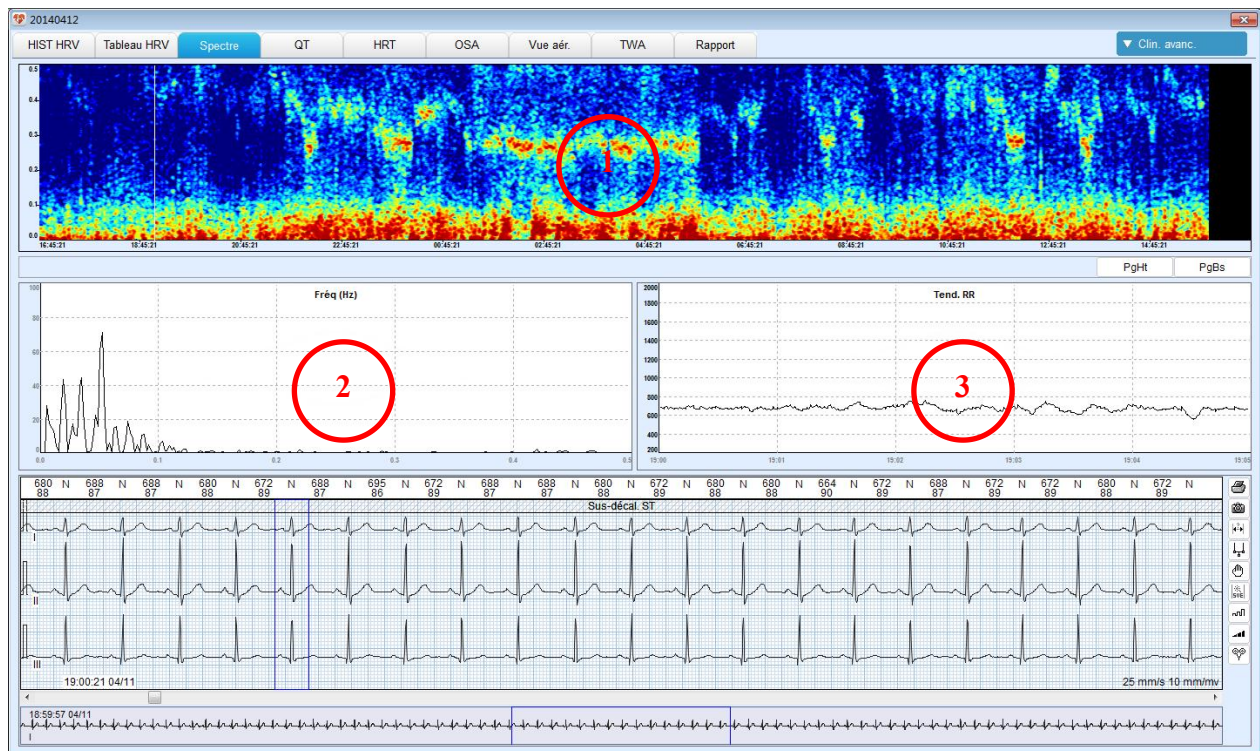 20140412
HIST HRV Tableau HRV Spectre QT HRT OSA Vue aér. TWA Rapport ▼ Clin. avanc.
0.5
0.4
0.3
0.2
0.1
0.0
1
16:45:21 18:45:21 20:45:21 22:45:21 00:45:21 02:45:21 04:45:21 06:45:21 08:45:21 10:45:21 12:45:21 14:45:21
PgHt PgBs
Fréq (Hz)
100
80
60
40
20
0
2
0.0 0.1 0.2 0.3 0.4 0.5
Tend. RR
2000
1800
1600
1400
1200
1000
800
600
400
200
3
19:00 19:02 19:03 19:04 19:05
680 N 688 N 688 N 680 N 672 N 688 N 695 N 672 N 688 N 688 N 680 N 672 N 680 N 680 N 664 N 672 N 688 N 672 N 672 N 680 N 672 N
88 87 87 88 89 87 86 89 87 87 88 89 88 88 90 89 87 89 89 88 89
Sus-décal. ST
I
II
III
19:00:21 04/11 25 mm/s 10 mm/mv
18:59:57 04/11
I
SVE